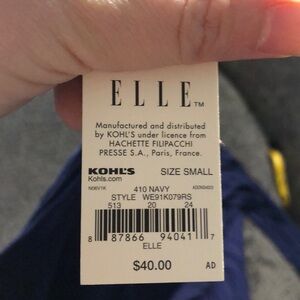 ELLE™
Manufactured and distributed
by KOHL'S under licence from
HACHETTE FILIPACCHI
PRESSE S.A., Paris, France.
KOHL'S SIZE SMALL
Kohls.com
410 NAVY
STYLE WE91K079RS
513 20 24
8 87866 94041 7
ELLE
$40.00 AD